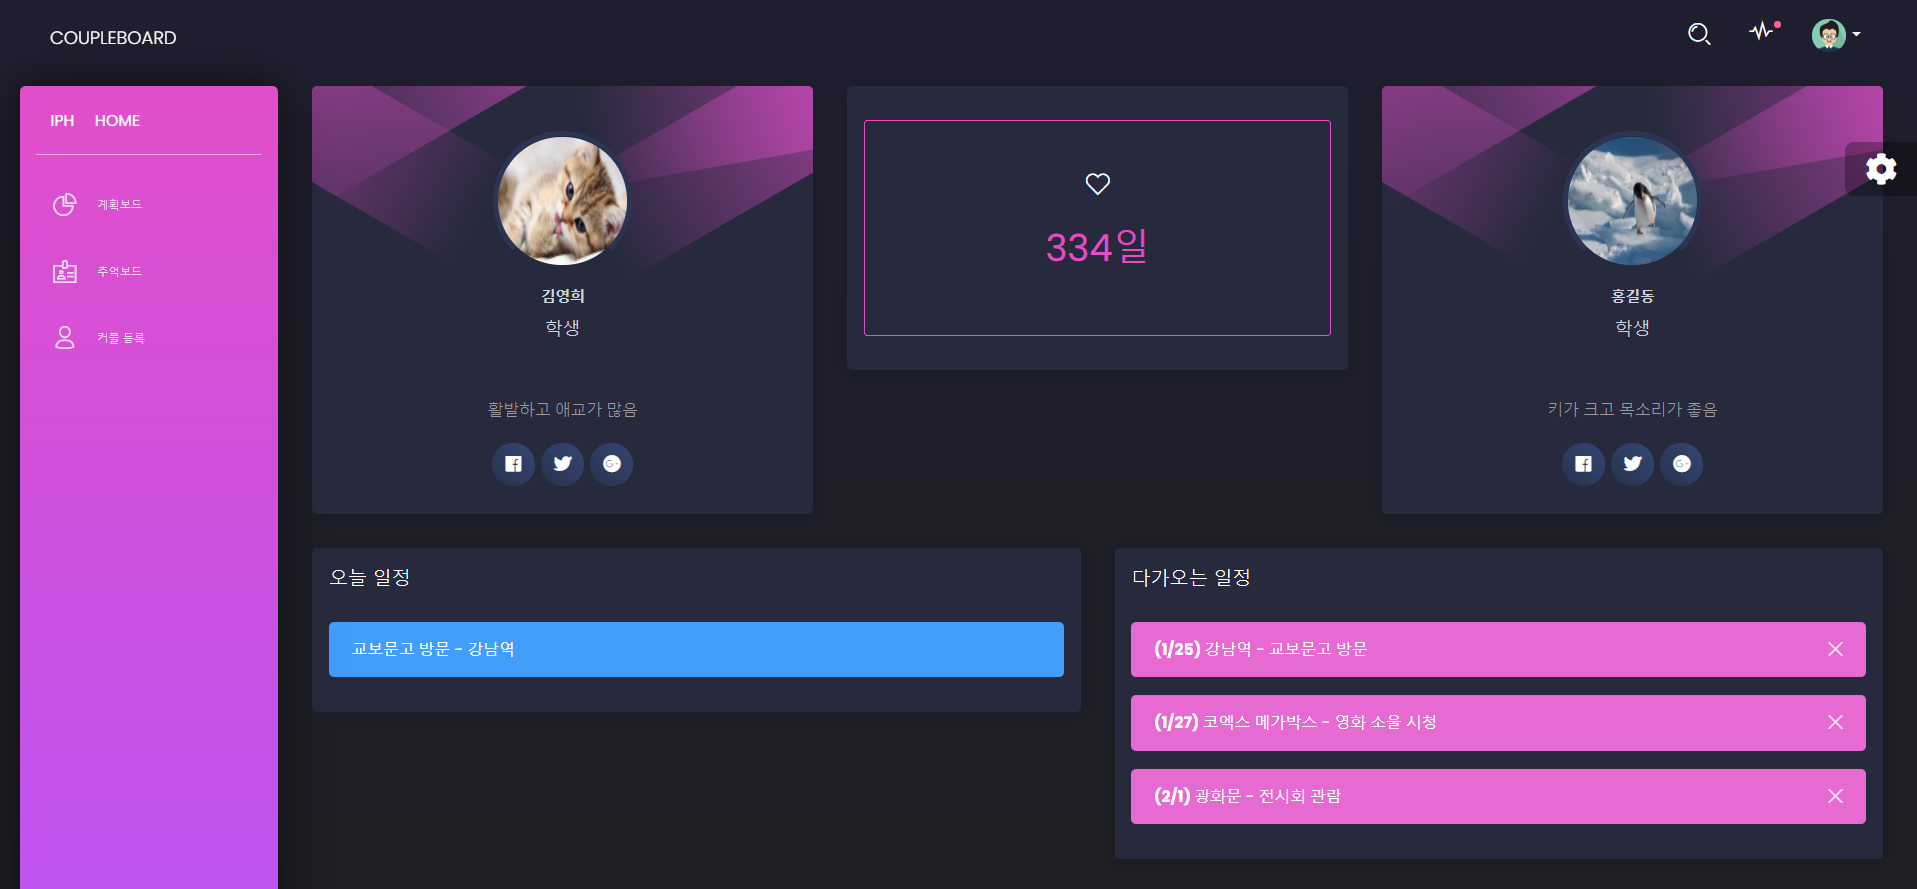 COUPLEBOARD
IPH HOME
계획보드
추억보드
커플 등록
김영희
학생
활발하고 애교가 많음
334일
홍길동
학생
키가 크고 목소리가 좋음
오늘 일정
교보문고 방문 - 강남역
다가오는 일정
(1/25) 강남역 - 교보문고 방문
(1/27) 코엑스 메가박스 - 영화 소울 시청
(2/1) 광화문 - 전시회 관람